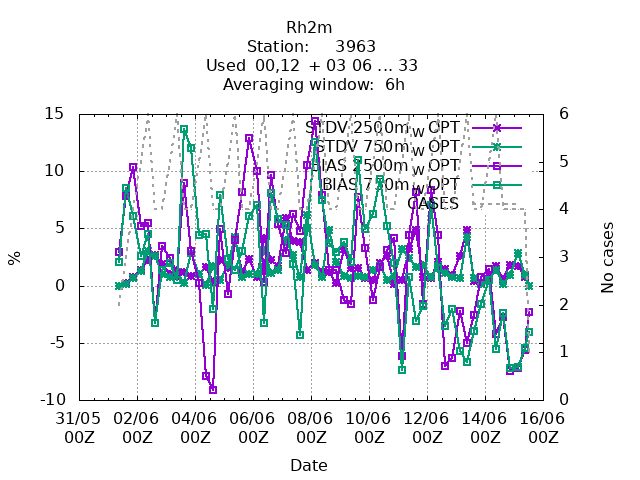 Rh2m
Station: 3963
Used 00,12 + 03 06 ... 33
Averaging window: 6h
15 6
STDV 2500m_W OPT
STDV 750m_W OPT
BIAS 2500m_W OPT
BIAS 750m_W OPT
CASES
10
5
0
-5
-10
5
4
3
2
1
0
%
No cases
31/05 02/06 04/06 06/06 08/06 10/06 12/06 14/06 16/06
00Z 00Z 00Z 00Z 00Z 00Z 00Z 00Z 00Z
Date